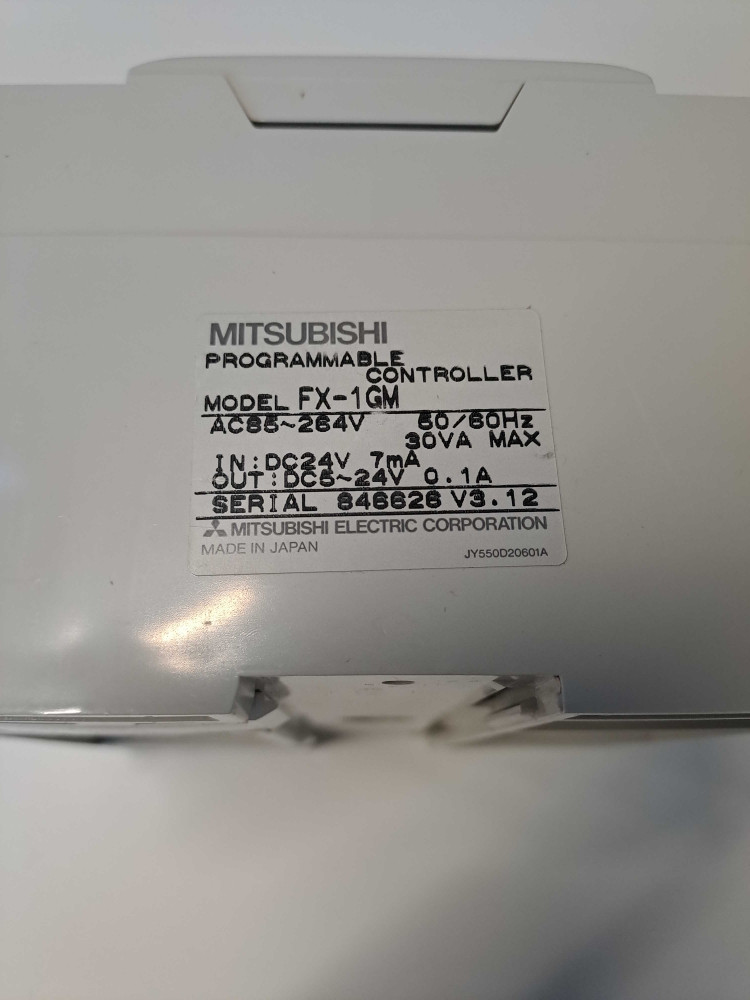 MITSUBISHI
PROGRAMMABLE
CONTROLLER
MODEL FX-1GM
AC85~264V 50/60Hz
30VA MAX
IN:DC24V 7mA
OUT:DC5~24V 0.1A
SERIAL 846626 V3.12
MITSUBISHI ELECTRIC CORPORATION
MADE IN JAPAN
JY550D20601A